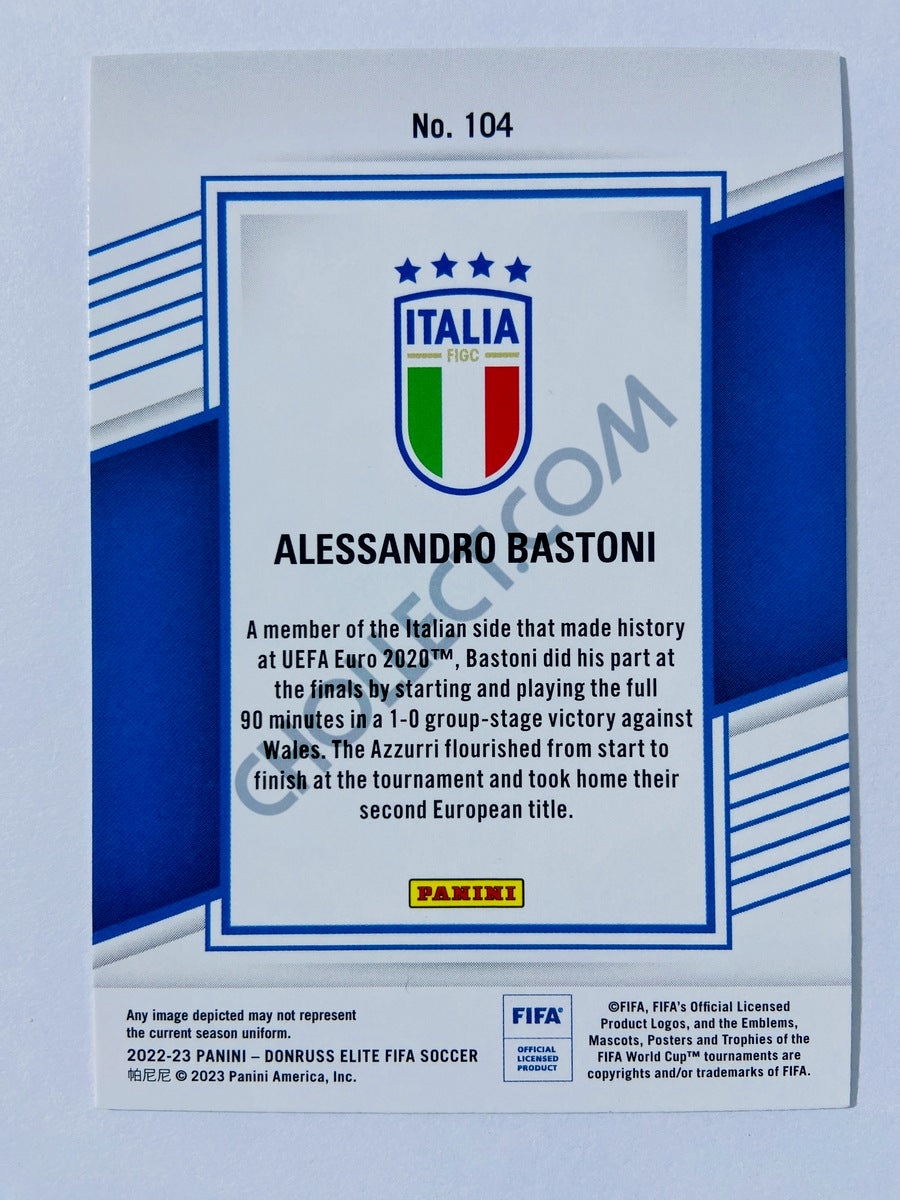 No. 104
ITALIA
FIGC
ALESSANDRO BASTONI
A member of the Italian side that made history
at UEFA Euro 2020™, Bastoni did his part at
the finals by starting and playing the full
90 minutes in a 1-0 group-stage victory against
Wales. The Azzurri flourished from start to
finish at the tournament and took home their
second European title.
CHOLLECT.COM
PANINI
Any image depicted may not represent
the current season uniform.
2022-23 PANINI – DONRUSS ELITE FIFA SOCCER
帕尼尼 © 2023 Panini America, Inc.
FIFA®
OFFICIAL
LICENSED
PRODUCT
©FIFA, FIFA's Official Licensed
Product Logos, and the Emblems,
Mascots, Posters and Trophies of the
FIFA World Cup™ tournaments are
copyrights and/or trademarks of FIFA.